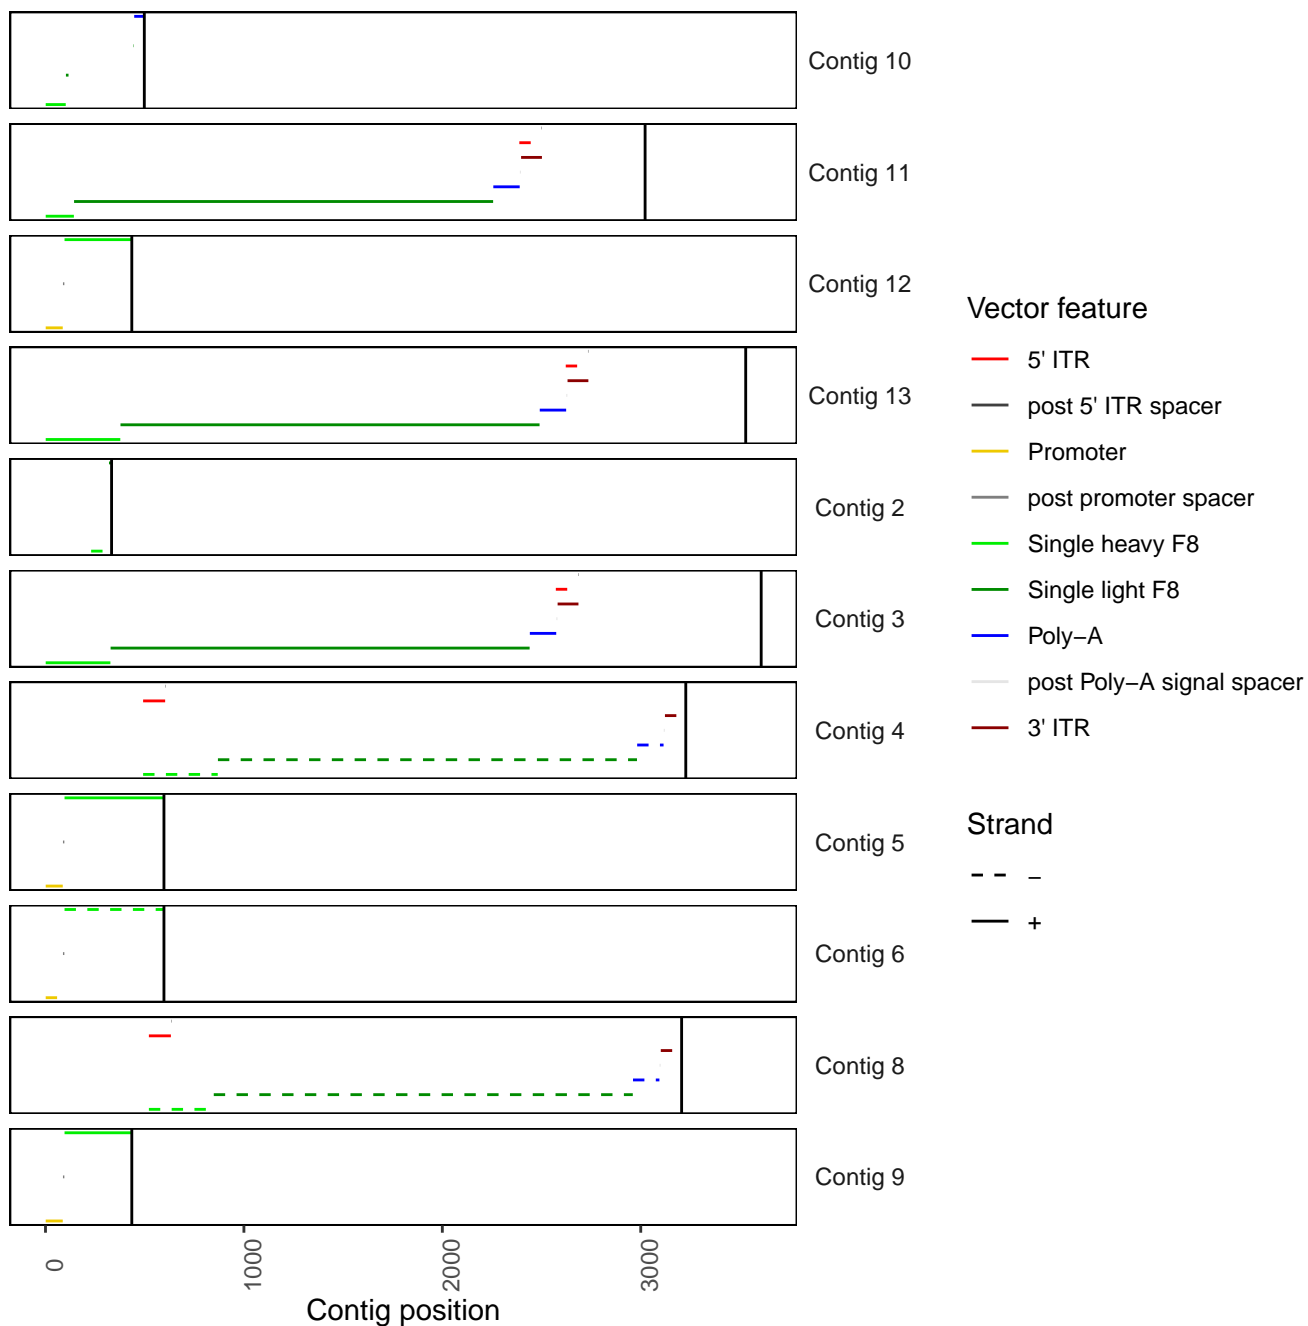 Contig 10
Contig 11
Contig 12
Contig 13
Contig 2
Contig 3
Contig 4
Contig 5
Contig 6
Contig 8
Contig 9
0
1000
2000
3000
Contig position
Vector feature
5' ITR
post 5' ITR spacer
Promoter
post promoter spacer
Single heavy F8
Single light F8
Poly−A
post Poly−A signal spacer
3' ITR
Strand
−
+